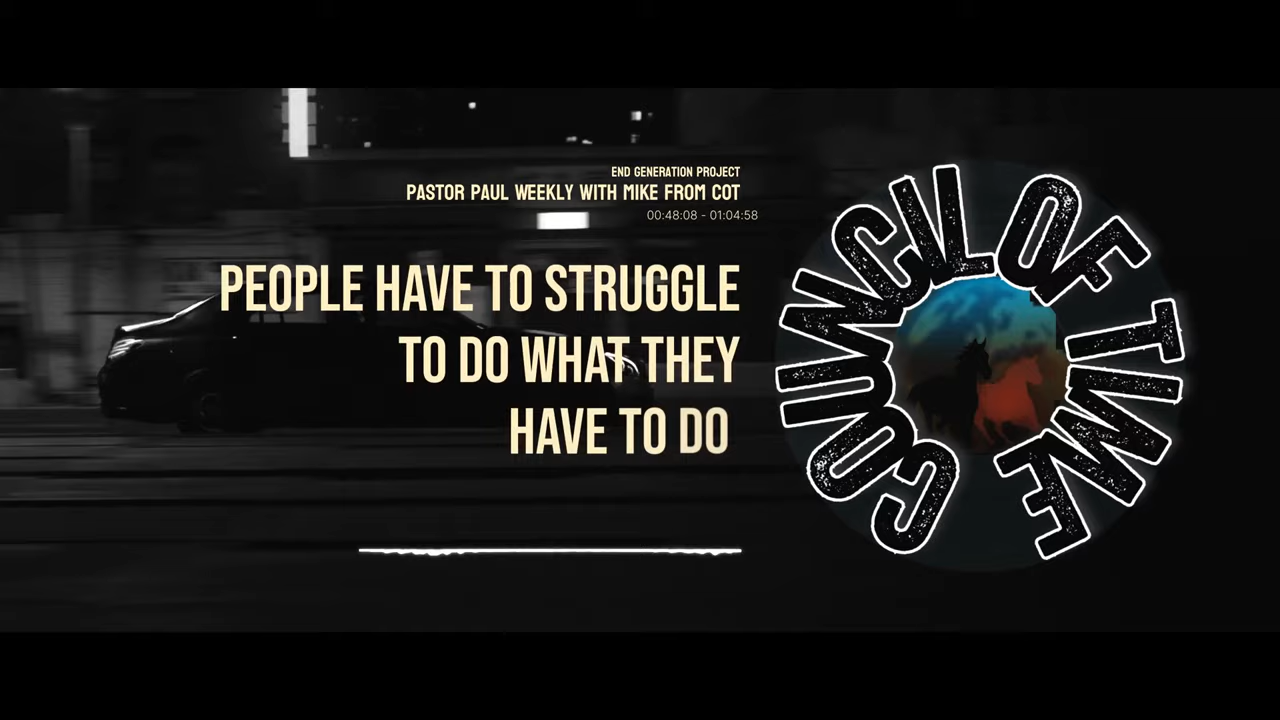 END GENERATION PROJECT
PASTOR PAUL WEEKLY WITH MIKE FROM COT
00:48:08 - 01:04:58
PEOPLE HAVE TO STRUGGLE
TO DO WHAT THEY
HAVE TO DO
COUNCIL OF TIME